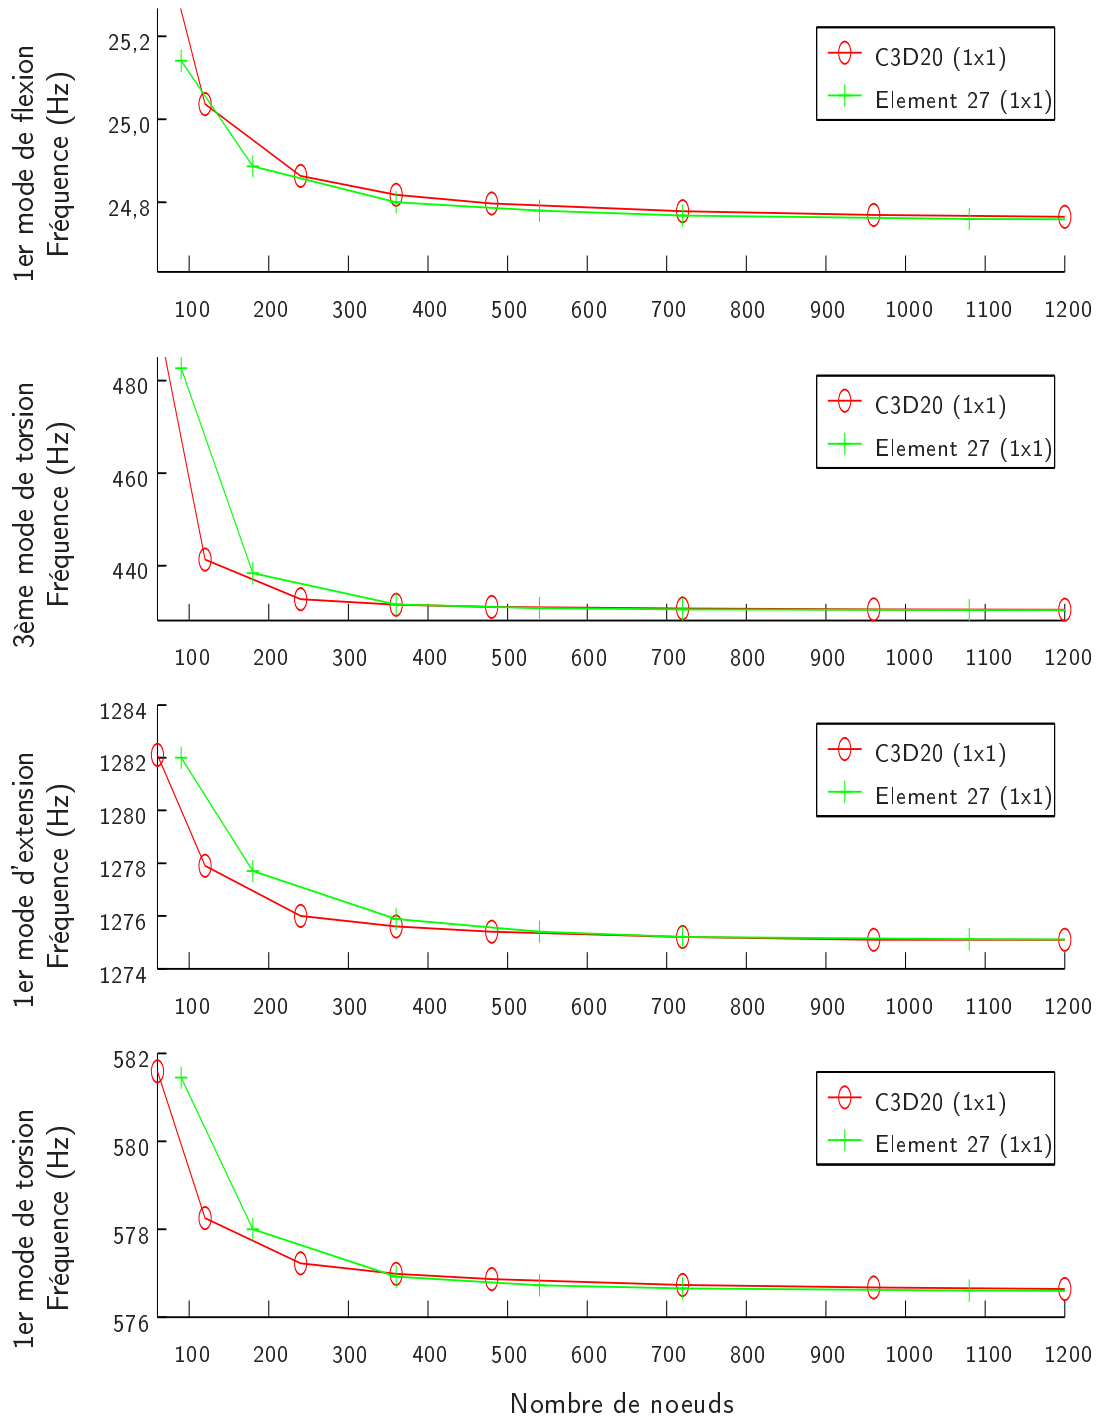 1er mode de flexion
Fréquence (Hz)
25,2
25,0
24,8
C3D20 (1x1)
Element 27 (1x1)
100 200 300 400 500 600 700 800 900 1000 1100 1200
3ème mode de torsion
Fréquence (Hz)
480
460
440
C3D20 (1x1)
Element 27 (1x1)
100 200 300 400 500 600 700 800 900 1000 1100 1200
1er mode d'extension
Fréquence (Hz)
1284
1282
1280
1278
1276
1274
C3D20 (1x1)
Element 27 (1x1)
100 200 300 400 500 600 700 800 900 1000 1100 1200
1er mode de torsion
Fréquence (Hz)
582
580
578
576
C3D20 (1x1)
Element 27 (1x1)
100 200 300 400 500 600 700 800 900 1000 1100 1200
Nombre de noeuds